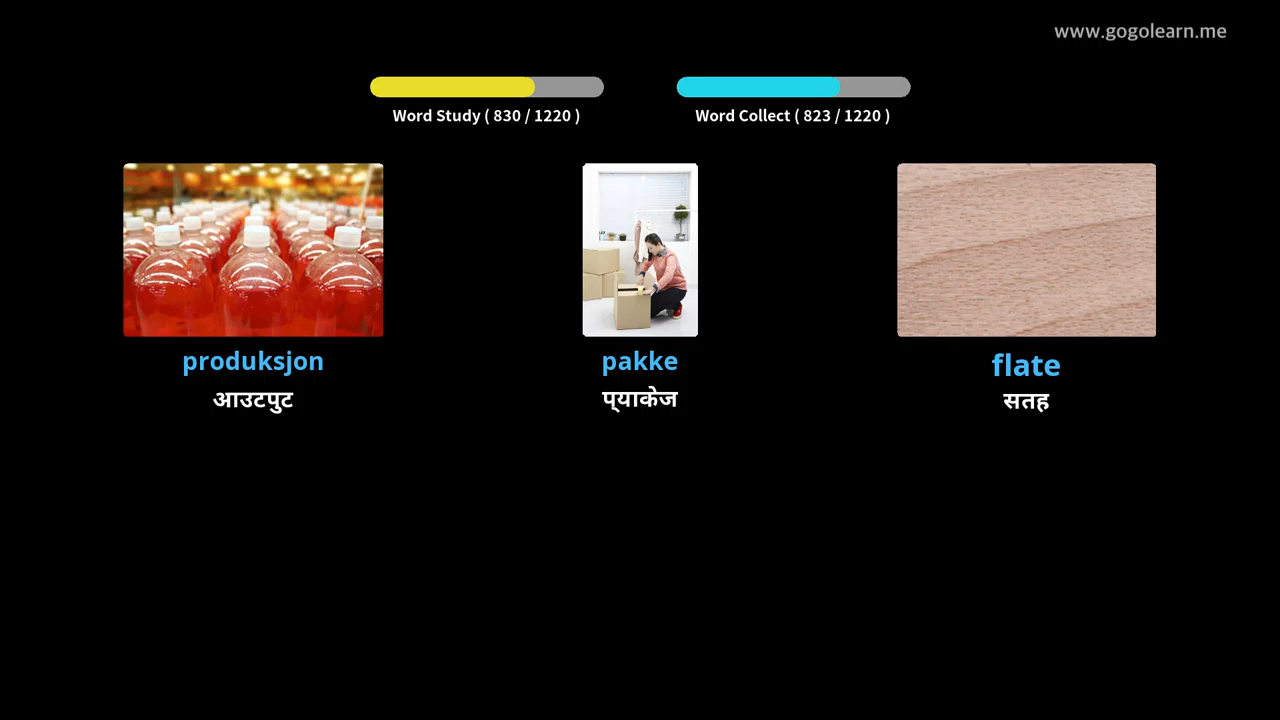 www.gogolearn.me
Word Study ( 830 / 1220 )
Word Collect ( 823 / 1220 )
produksjon
आउटपुट
pakke
प्याकेज
flate
सतह